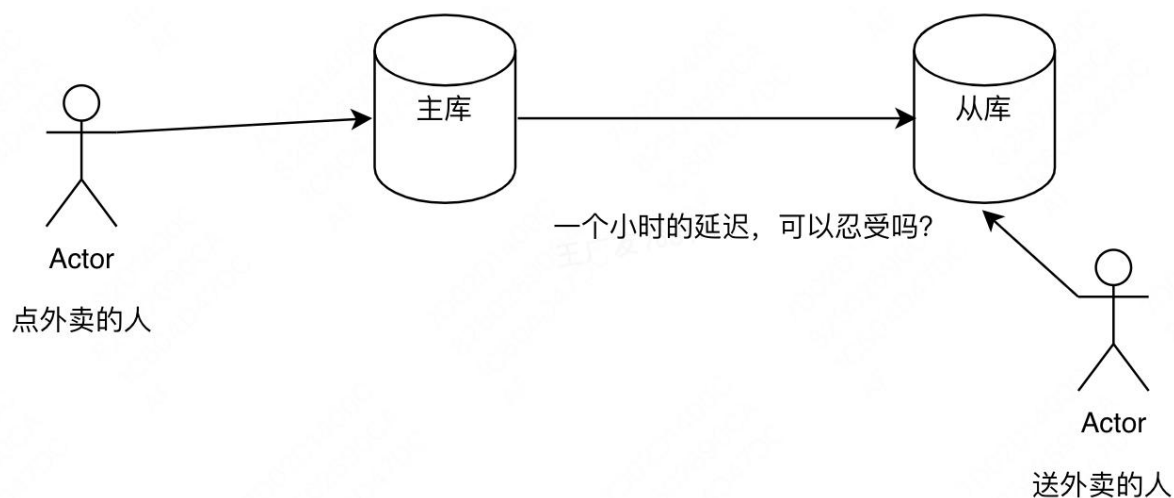 主库
从库
一个小时的延迟，可以忍受吗?
Actor
点外卖的人
Actor
送外卖的人